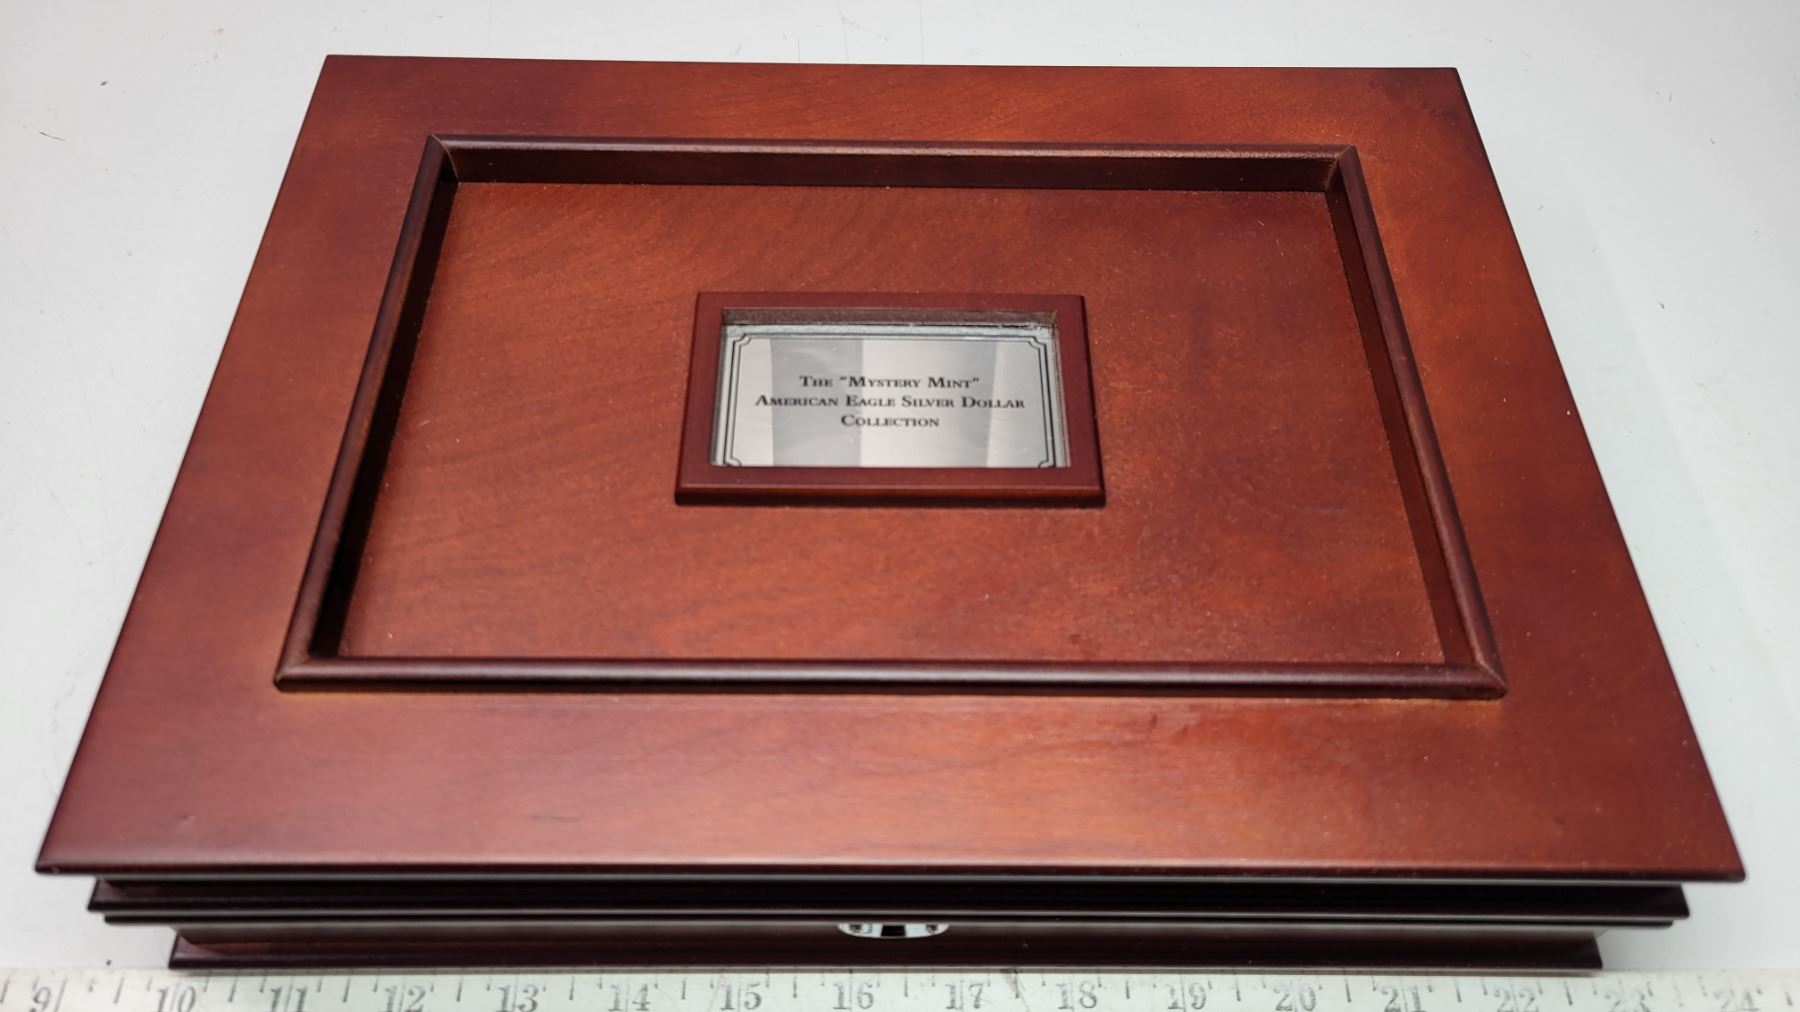 The "Mystery Mint"
American Eagle Silver Dollar
Collection
9 10 11 12 13 14 15 16 17 18 19 20 21 22 23 24